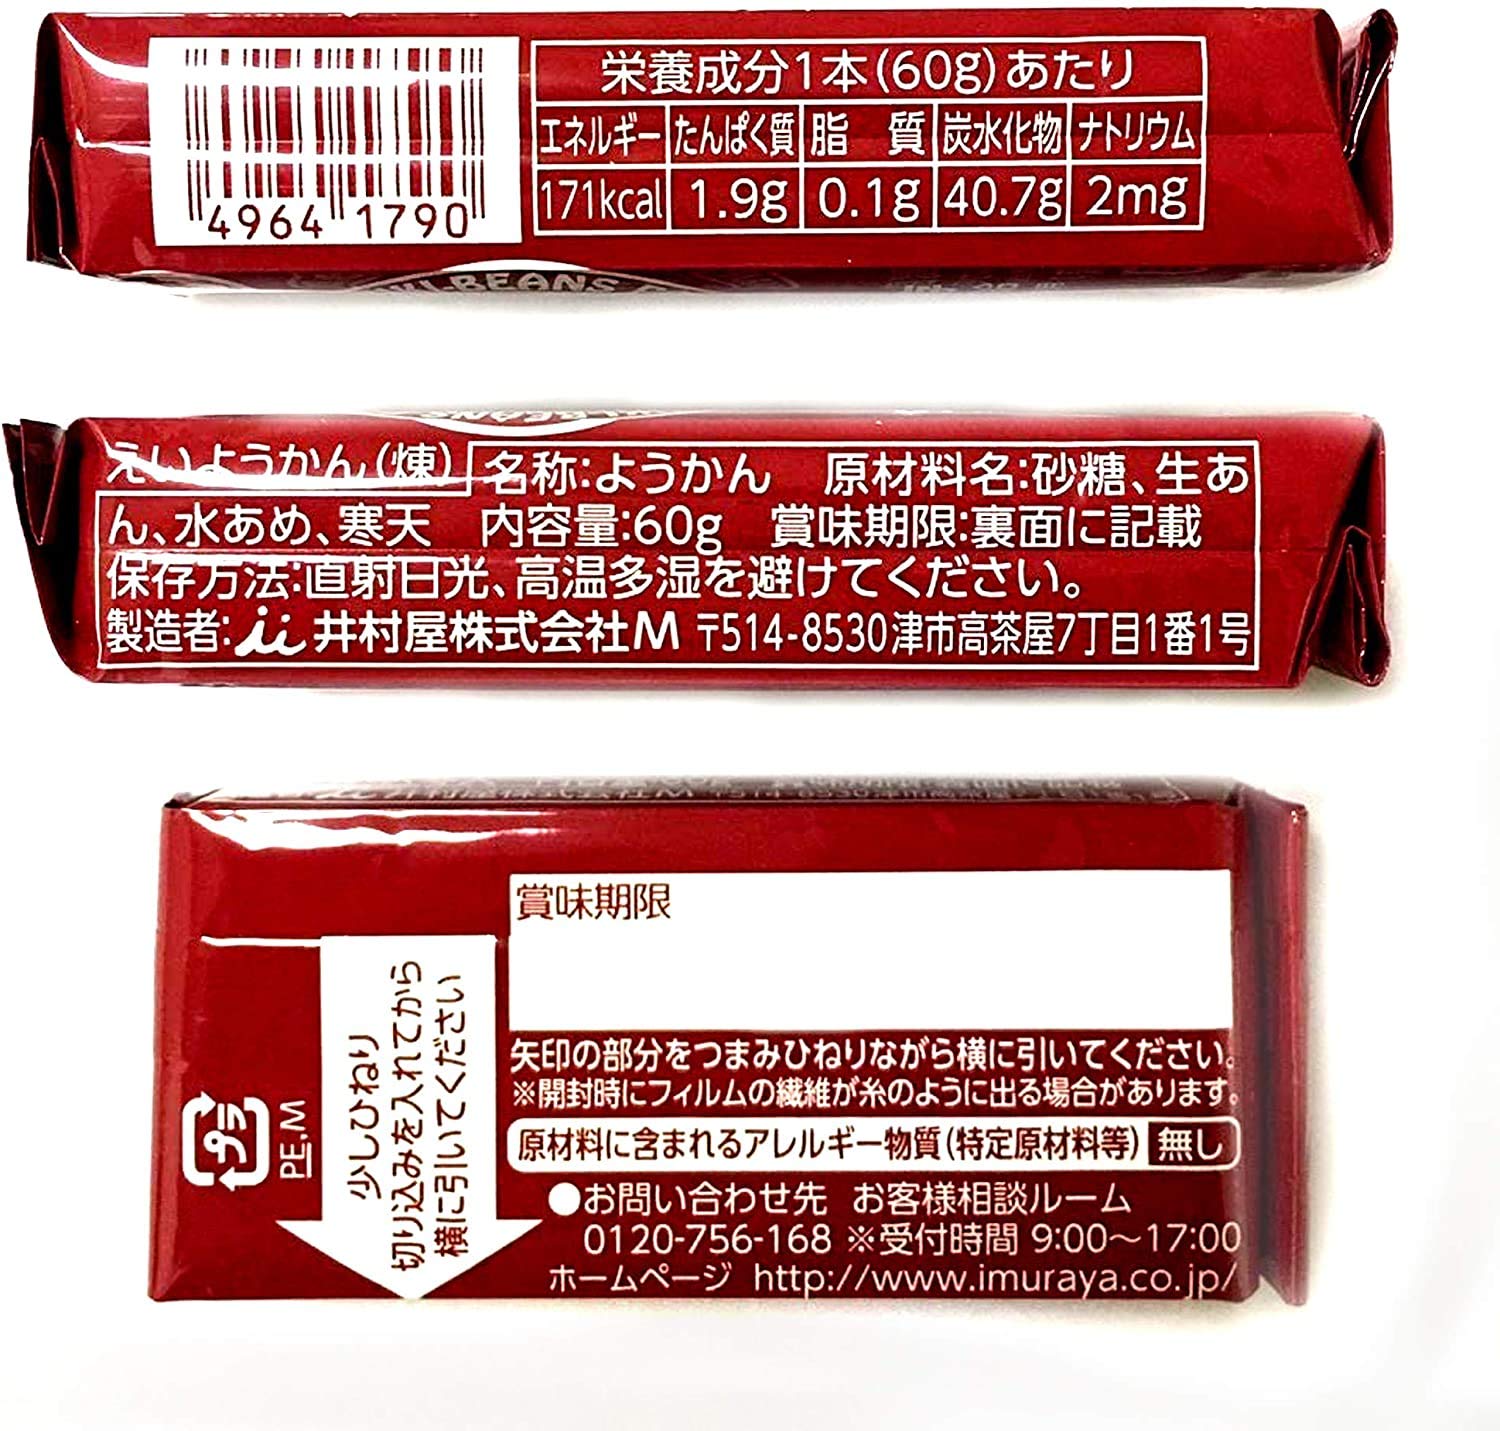 4964 1790
栄養成分1本(60g)あたり
エネルギー たんぱく質 脂 質 炭水化物 ナトリウム
171kcal 1.9g 0.1g 40.7g 2mg
BEANS
えいようかん(煉) 名称:ようかん 原材料名:砂糖、生あ
ん、水あめ、寒天 内容量:60g 賞味期限:裏面に記載
保存方法:直射日光、高温多湿を避けてください。
製造者: 井村屋株式会社M 〒514-8530津市高茶屋7丁目1番1号
賞味期限
少しひねり
切り込みを入れてから
横に引いてください
プラ
PE,M
矢印の部分をつまみひねりながら横に引いてください。
※開封時にフィルムの繊維が糸のように出る場合があります。
原材料に含まれるアレルギー物質(特定原材料等) 無し
●お問い合わせ先 お客様相談ルーム
0120-756-168 ※受付時間 9:00〜17:00
ホームページ http://www.imuraya.co.jp/